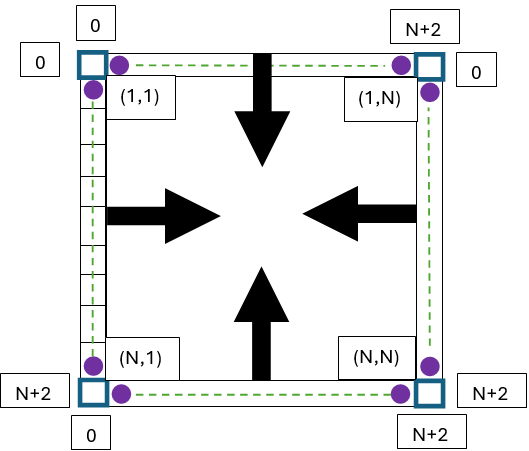 0
N+2
0
0
(1,1)
(1,N)
(N,1)
(N,N)
N+2
N+2
0
N+2